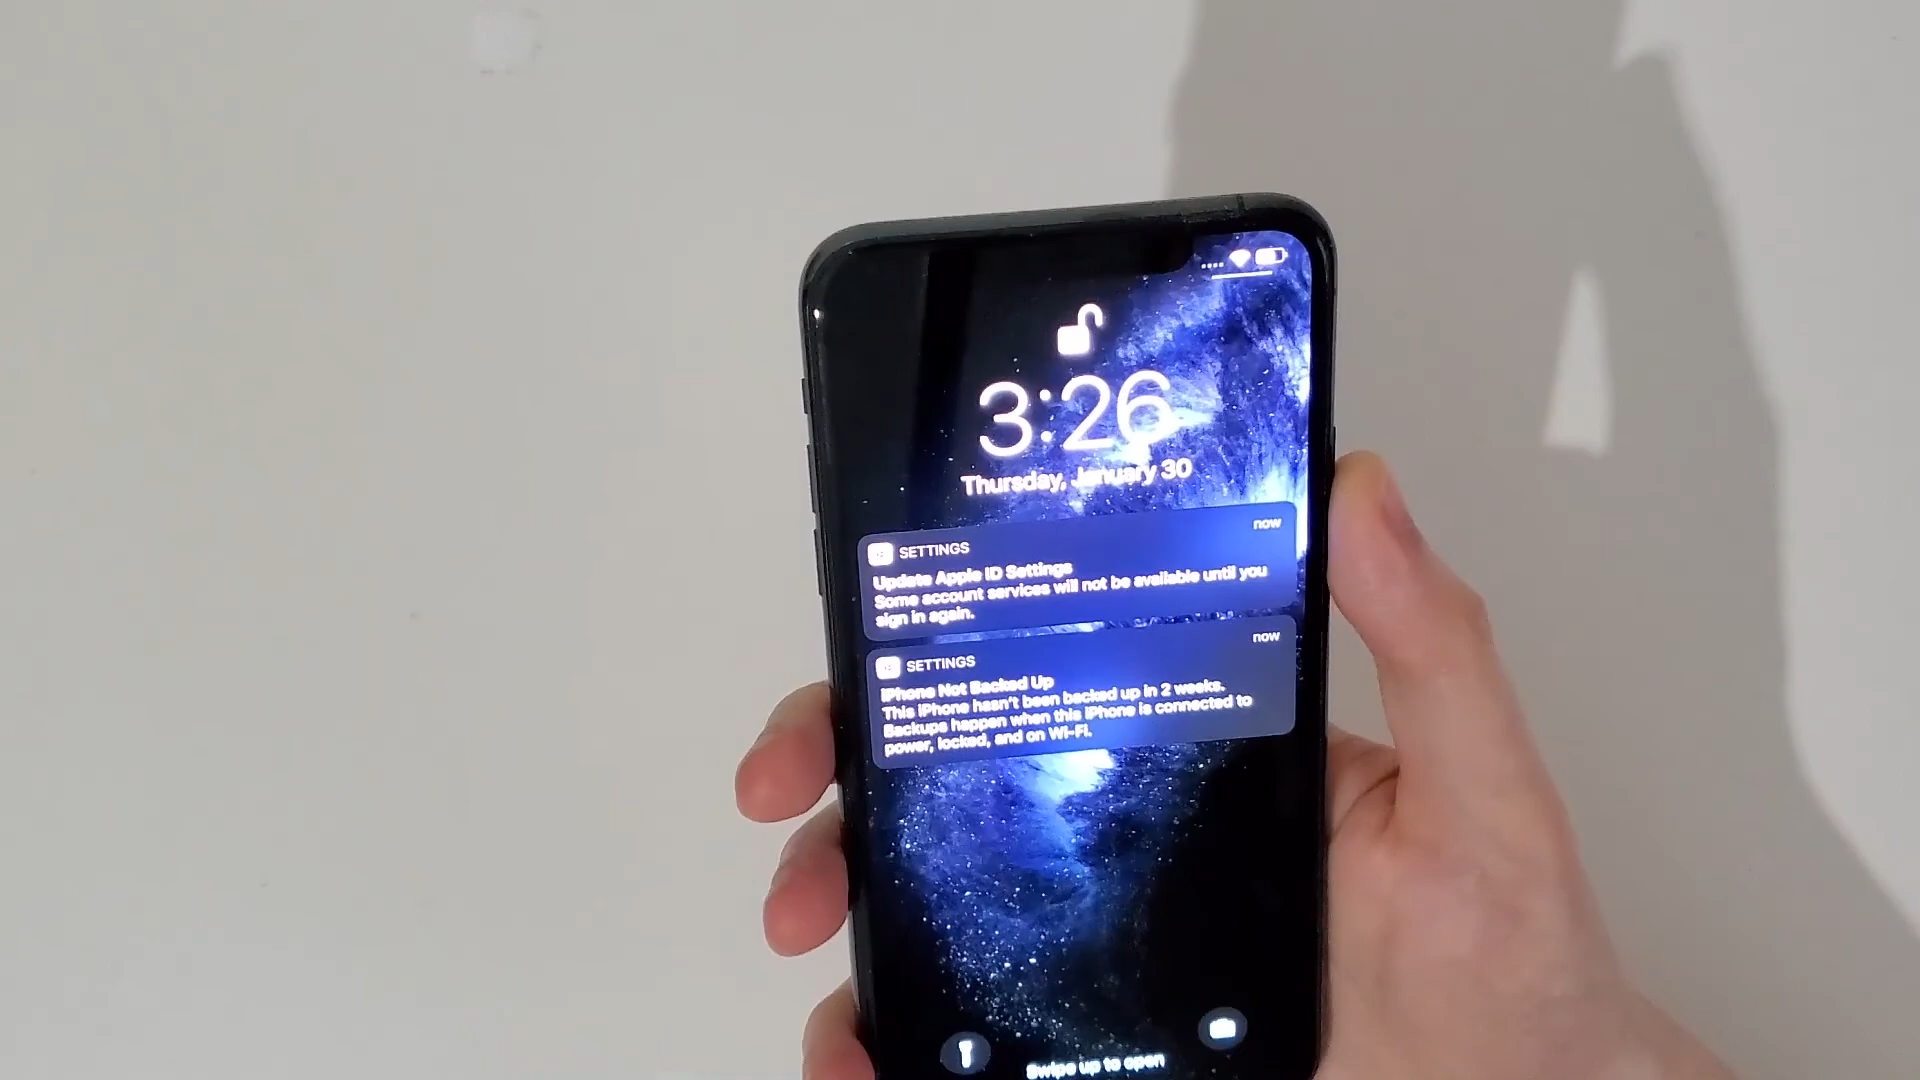 3:26
Thursday, January 30
SETTINGS
now
Update Apple ID Settings
Some account services will not be available until you
sign in again.
SETTINGS
now
iPhone Not Backed Up
This iPhone hasn't been backed up in 2 weeks.
Backups happen when this iPhone is connected to
power, locked, and on Wi-Fi.
Swipe up to open